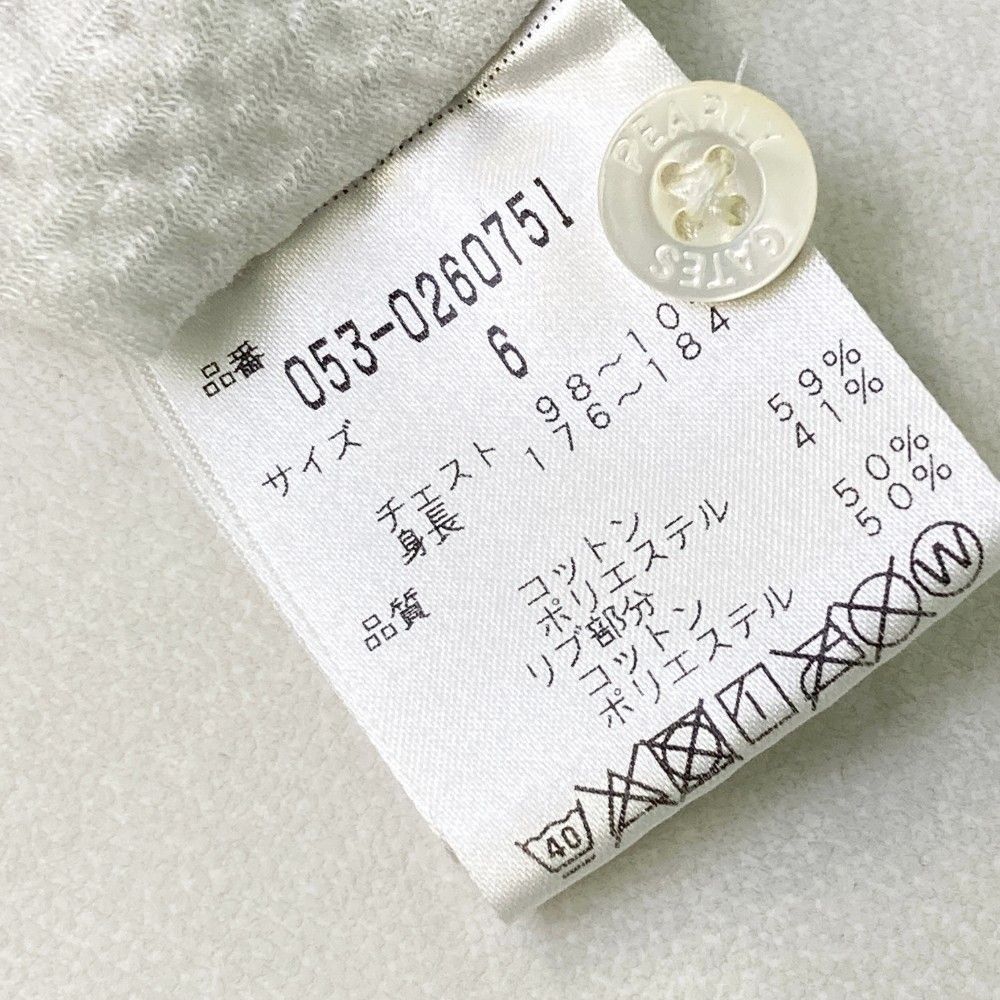 PEARLY
GATES
品番 053-0260751
サイズ 6
チェスト 98~10
身長 176~184
品質 コットン 59%
ポリエステル 41%
リブ部分
コットン 50%
ポリエステル 50%
40
W